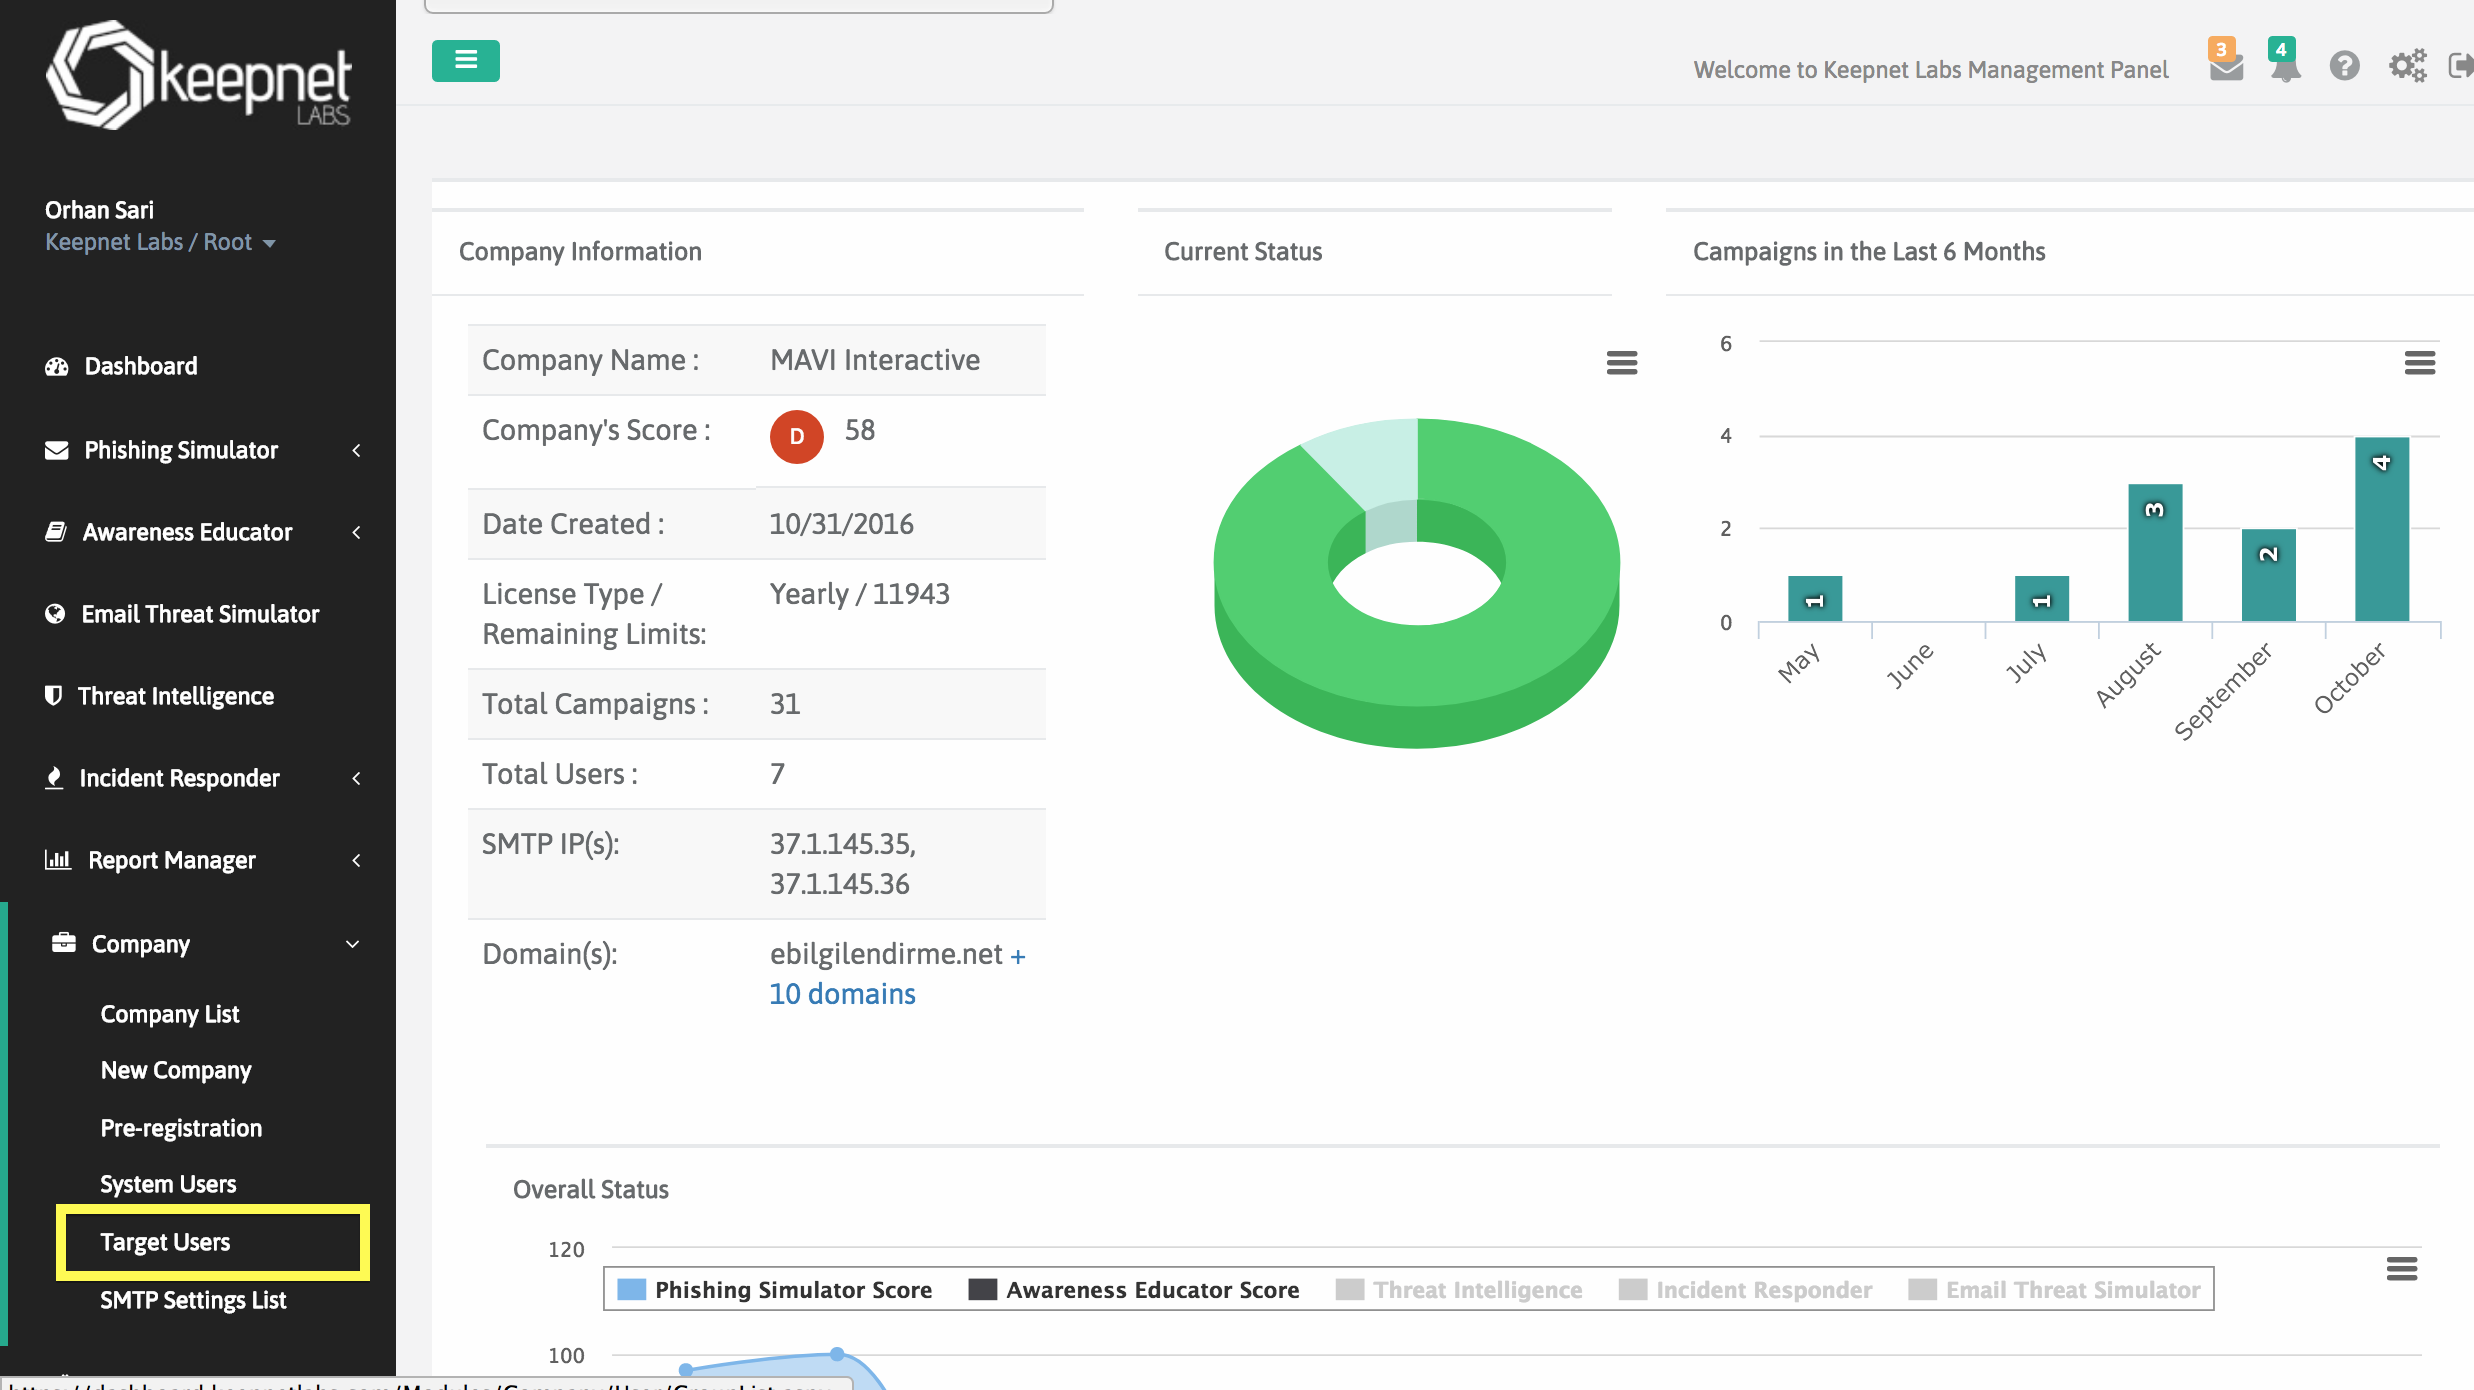 keepnet
LABS
Orhan Sari
Keepnet Labs / Root
Dashboard
Phishing Simulator
Awareness Educator
Email Threat Simulator
Threat Intelligence
Incident Responder
Report Manager
Company
Company List
New Company
Pre-registration
System Users
Target Users
SMTP Settings List
Welcome to Keepnet Labs Management Panel
3
4
Company Information
Company Name : MAVI Interactive
Company's Score : D 58
Date Created : 10/31/2016
License Type / Yearly / 11943
Remaining Limits:
Total Campaigns : 31
Total Users : 7
SMTP IP(s): 37.1.145.35,
37.1.145.36
Domain(s): ebilgilendirme.net +
10 domains
Current Status
Campaigns in the Last 6 Months
6
4
2
0
1
1
3
2
4
May
June
July
August
September
October
Overall Status
120
Phishing Simulator Score Awareness Educator Score Threat Intelligence Incident Responder Email Threat Simulator
100